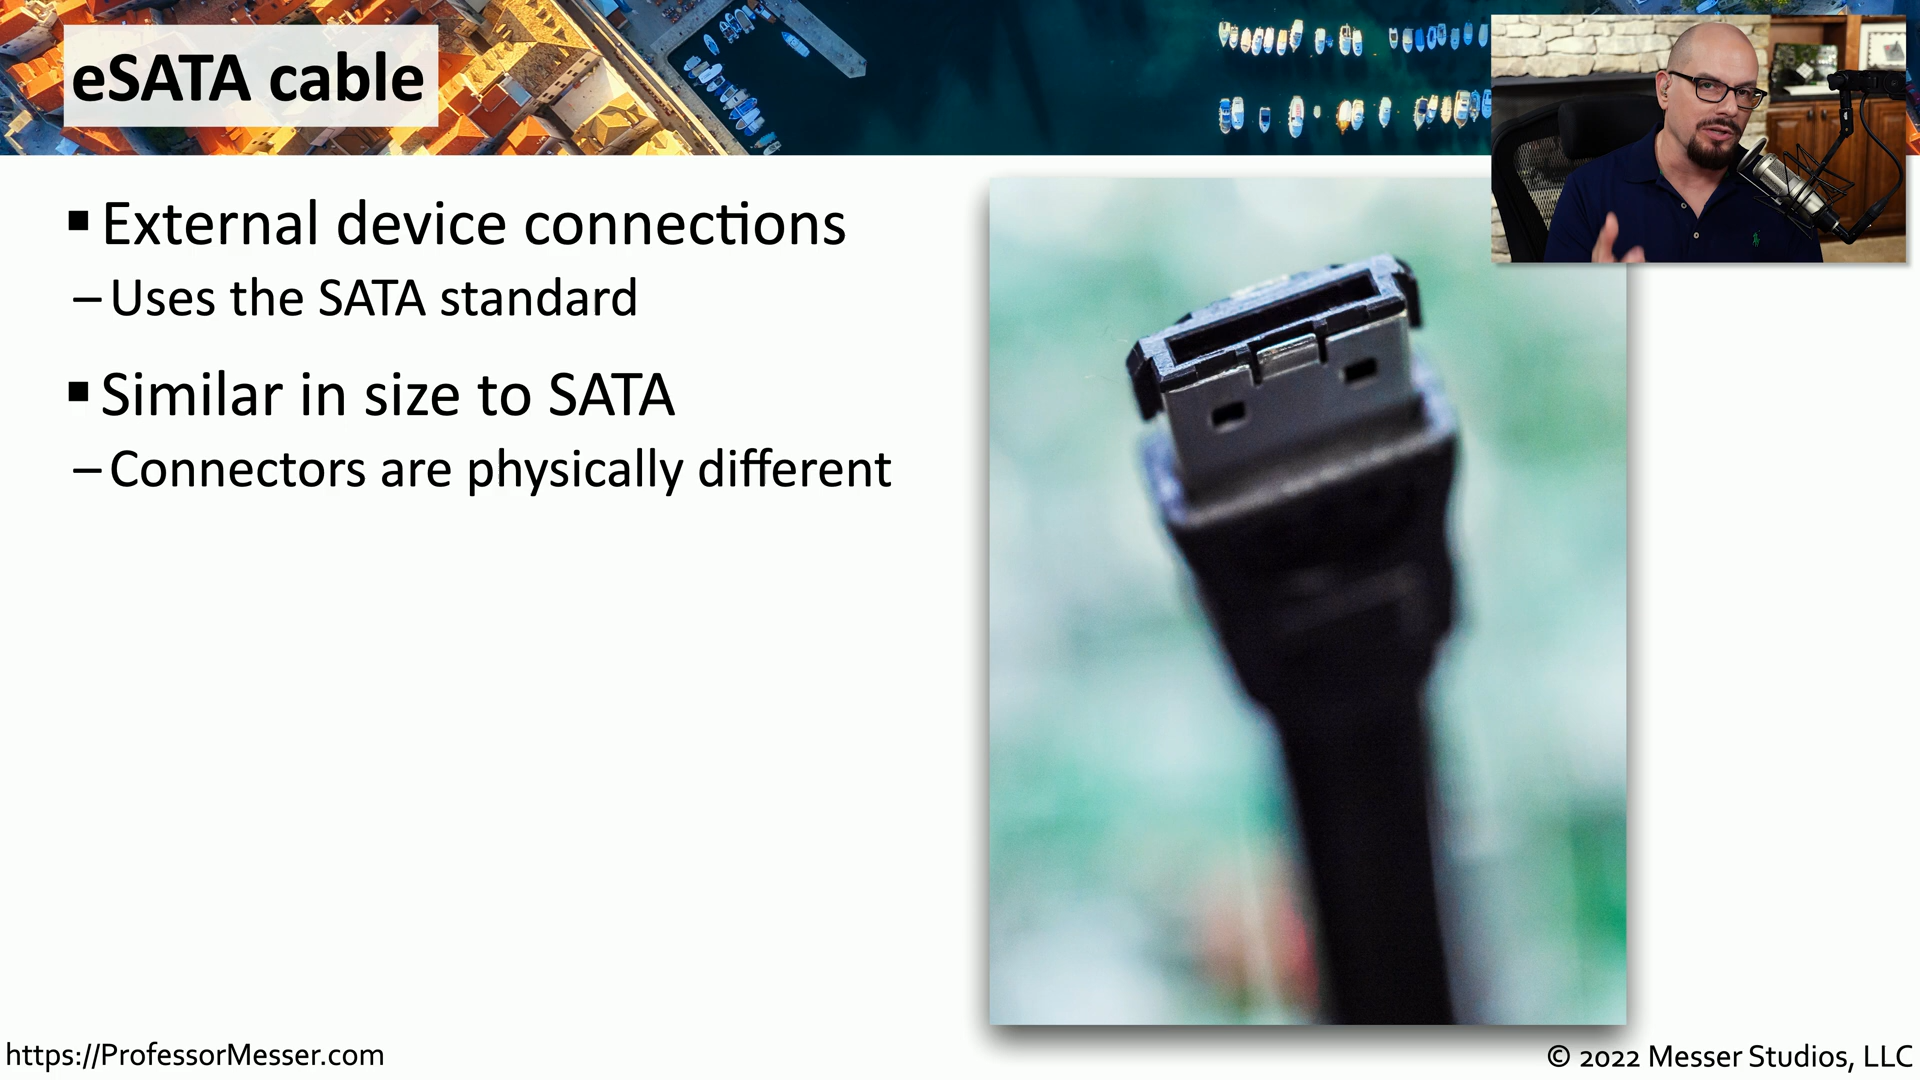 eSATA cable
▪ External device connections
– Uses the SATA standard
▪ Similar in size to SATA
– Connectors are physically different
https://ProfessorMesser.com
© 2022 Messer Studios, LLC